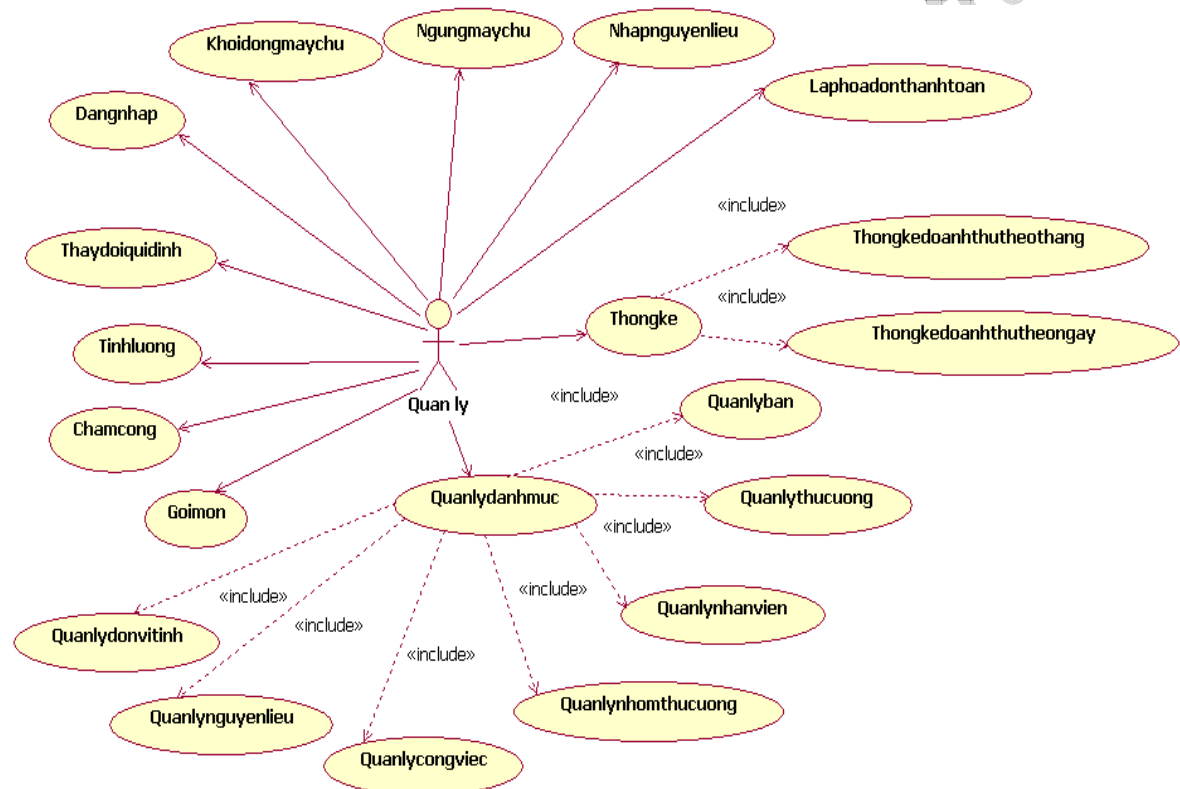 Khoidongmaychu
Ngungmaychu
Nhapnguyenlieu
Laphoadonthanhtoan
Dangnhap
«include»
Thaydoiquidinh
Thongkedoanhthutheothang
«include»
Thongke
Thongkedoanhthutheongay
Tinhluong
Quan ly
«include»
Quanlyban
Chamcong
«include»
Goimon
Quanlydanhmuc
Quanlythucuong
«include»
«include»
«include»
«include»
«include»
Quanlynhanvien
Quanlydonvitinh
Quanlynguyenlieu
Quanlynhomthucuong
Quanlycongviec